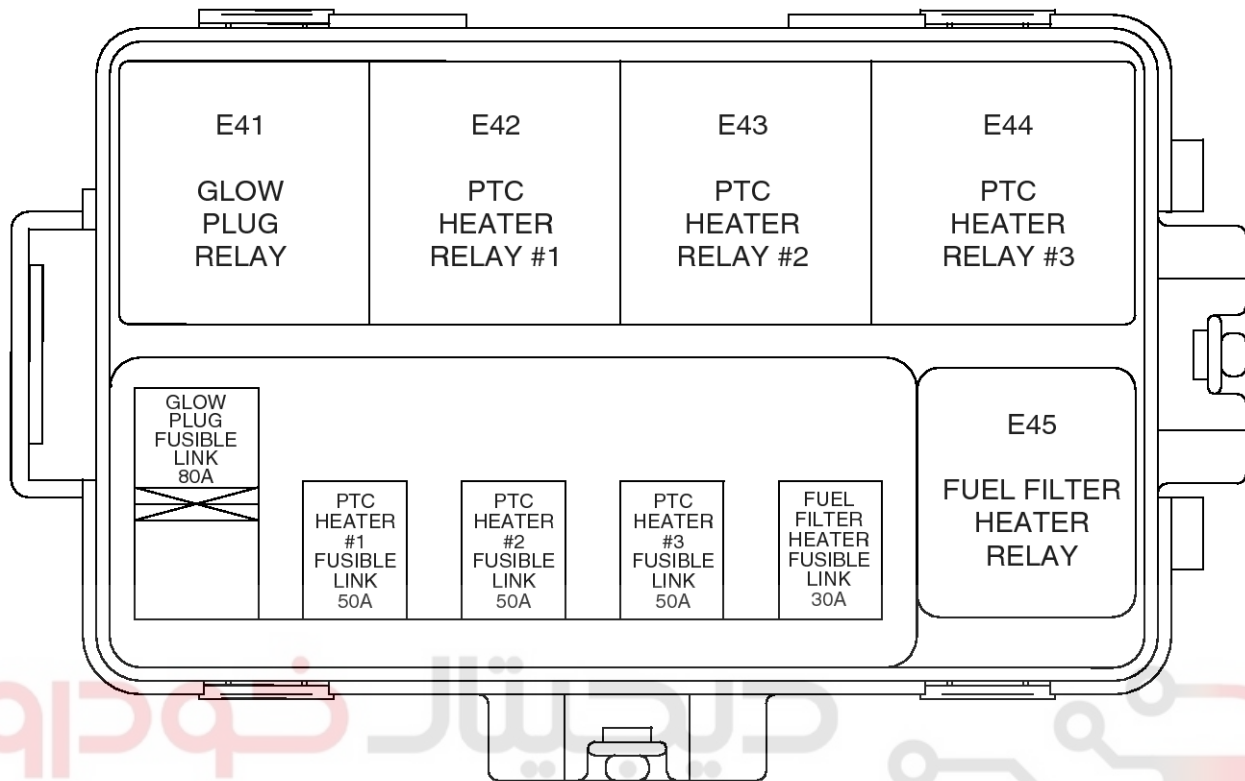 E41
GLOW
PLUG
RELAY
E42
PTC
HEATER
RELAY #1
E43
PTC
HEATER
RELAY #2
E44
PTC
HEATER
RELAY #3
GLOW
PLUG
FUSIBLE
LINK
80A
PTC
HEATER
#1
FUSIBLE
LINK
50A
PTC
HEATER
#2
FUSIBLE
LINK
50A
PTC
HEATER
#3
FUSIBLE
LINK
50A
FUEL
FILTER
HEATER
FUSIBLE
LINK
30A
E45
FUEL FILTER
HEATER
RELAY
دیجیتال خودرو